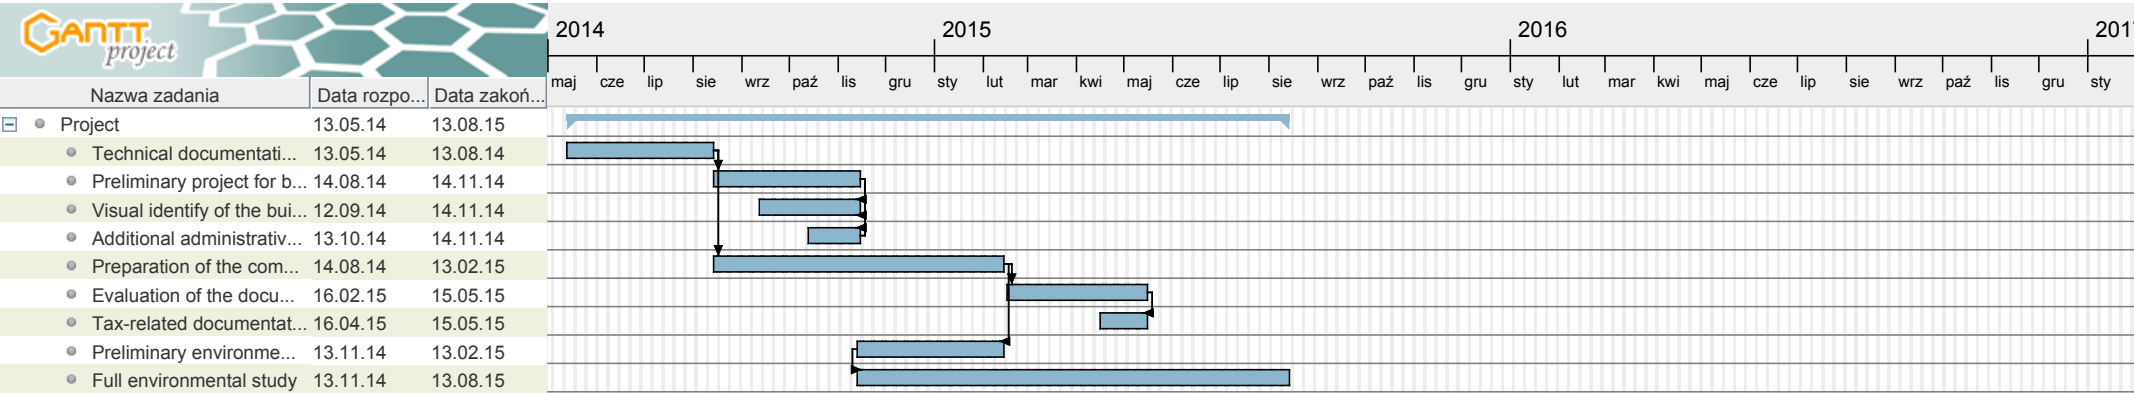 GANTT
project
2014 2015 2016 201
maj cze lip sie wrz paź lis gru sty lut mar kwi maj cze lip sie wrz paź lis gru sty lut mar kwi maj cze lip sie wrz paź lis gru sty
Nazwa zadania Data rozpo... Data zakoń...
Project 13.05.14 13.08.15
Technical documentati... 13.05.14 13.08.14
Preliminary project for b... 14.08.14 14.11.14
Visual identify of the bui... 12.09.14 14.11.14
Additional administrativ... 13.10.14 14.11.14
Preparation of the com... 14.08.14 13.02.15
Evaluation of the docu... 16.02.15 15.05.15
Tax-related documentat... 16.04.15 15.05.15
Preliminary environme... 13.11.14 13.02.15
Full environmental study 13.11.14 13.08.15